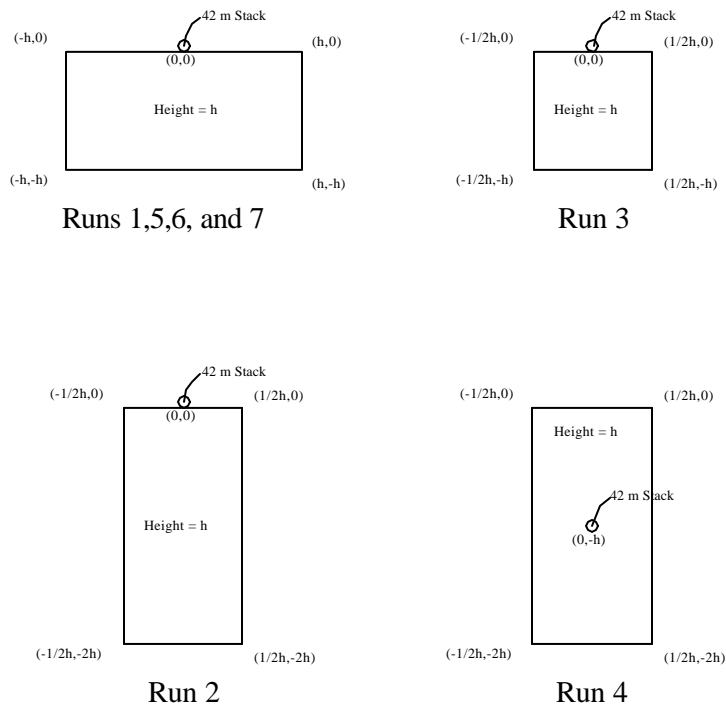 42 m Stack
(-h,0)
(h,0)
(0,0)
Height = h
(-h,-h)
(h,-h)
Runs 1,5,6, and 7
42 m Stack
(-1/2h,0)
(1/2h,0)
(0,0)
Height = h
(-1/2h,-h)
(1/2h,-h)
Run 3
42 m Stack
(-1/2h,0)
(1/2h,0)
(0,0)
Height = h
(-1/2h,-2h)
(1/2h,-2h)
Run 2
(-1/2h,0)
(1/2h,0)
Height = h
42 m Stack
(0,-h)
(-1/2h,-2h)
(1/2h,-2h)
Run 4